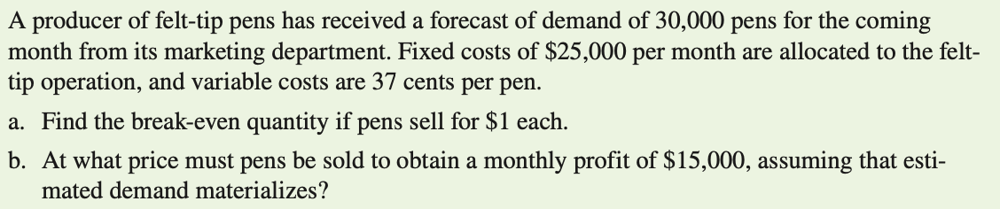 A producer of felt-tip pens has received a forecast of demand of 30,000 pens for the coming
month from its marketing department. Fixed costs of $25,000 per month are allocated to the felt-
tip operation, and variable costs are 37 cents per pen.
a. Find the break-even quantity if pens sell for $1 each.
b. At what price must pens be sold to obtain a monthly profit of $15,000, assuming that esti-
mated demand materializes?